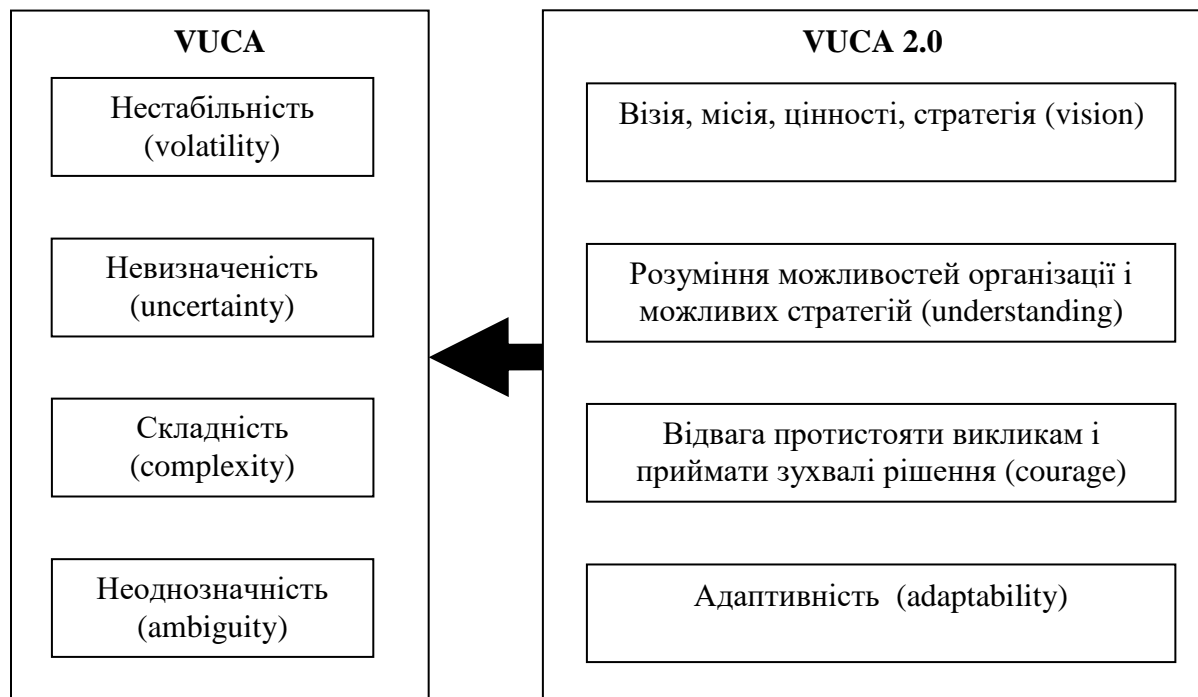 VUCA
Нестабільність
(volatility)
Невизначеність
(uncertainty)
Складність
(complexity)
Неоднозначність
(ambiguity)
VUCA 2.0
Візія, місія, цінності, стратегія (vision)
Розуміння можливостей організації і
можливих стратегій (understanding)
Відвага протистояти викликам і
приймати зухвалі рішення (courage)
Адаптивність (adaptability)